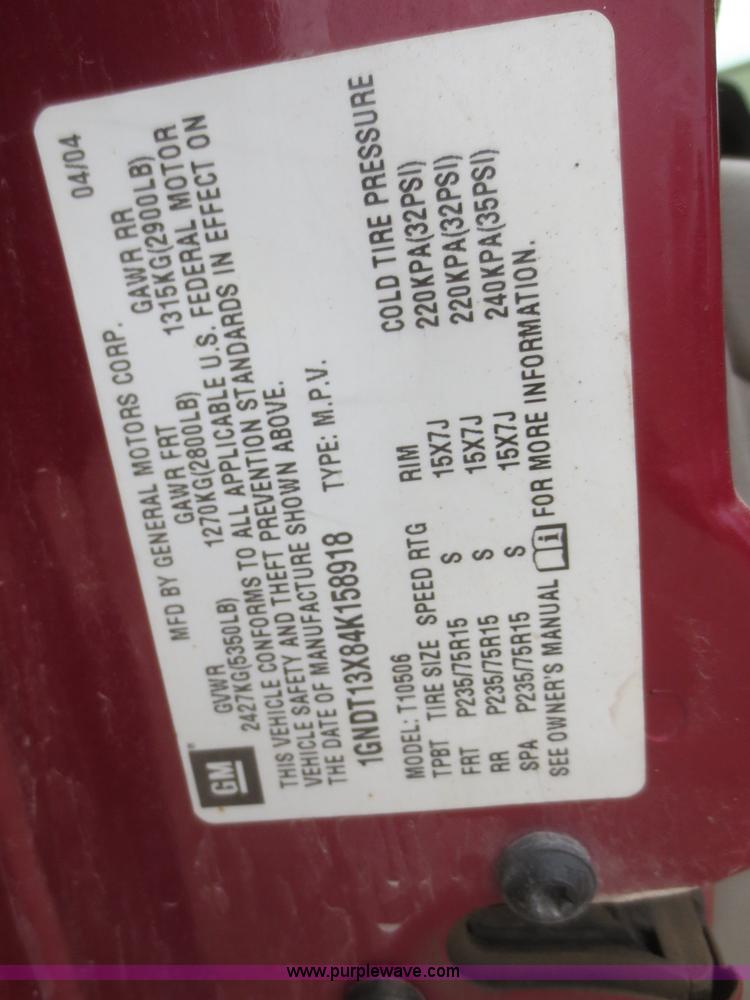 GM
MFD BY GENERAL MOTORS CORP. 04/04
GVWR GAWR FRT GAWR RR
2427KG(5350LB) 1270KG(2800LB) 1315KG(2900LB)
THIS VEHICLE CONFORMS TO ALL APPLICABLE U.S. FEDERAL MOTOR
VEHICLE SAFETY AND THEFT PREVENTION STANDARDS IN EFFECT ON
THE DATE OF MANUFACTURE SHOWN ABOVE.
1GNDT13X84K158918 TYPE: M.P.V.
MODEL: T10506
TPBT TIRE SIZE SPEED RTG RIM COLD TIRE PRESSURE
FRT P235/75R15 S 15X7J 220KPA(32PSI)
RR P235/75R15 S 15X7J 220KPA(32PSI)
SPA P235/75R15 S 15X7J 240KPA(35PSI)
SEE OWNER'S MANUAL FOR MORE INFORMATION.
www.purplewave.com